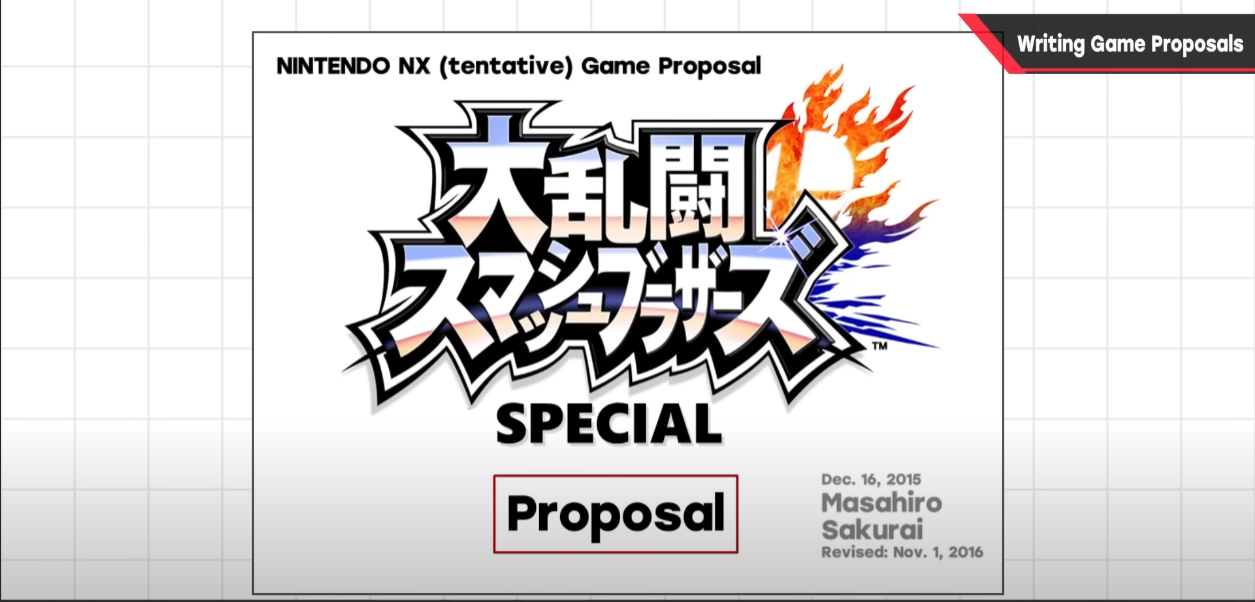 Writing Game Proposals
NINTENDO NX (tentative) Game Proposal
大乱闘
スマッシュブラザーズ
TM
SPECIAL
Proposal
Dec. 16, 2015
Masahiro
Sakurai
Revised: Nov. 1, 2016